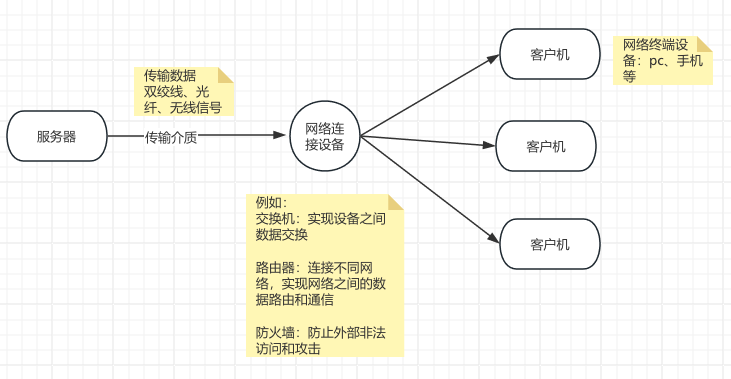 服务器
传输介质
传输数据
双绞线、光
纤、无线信号
网络连
接设备
例如：
交换机：实现设备之间
数据交换
路由器：连接不同网
络，实现网络之间的数
据路由和通信
防火墙：防止外部非法
访问和攻击
客户机
客户机
客户机
网络终端设
备：pc、手机
等